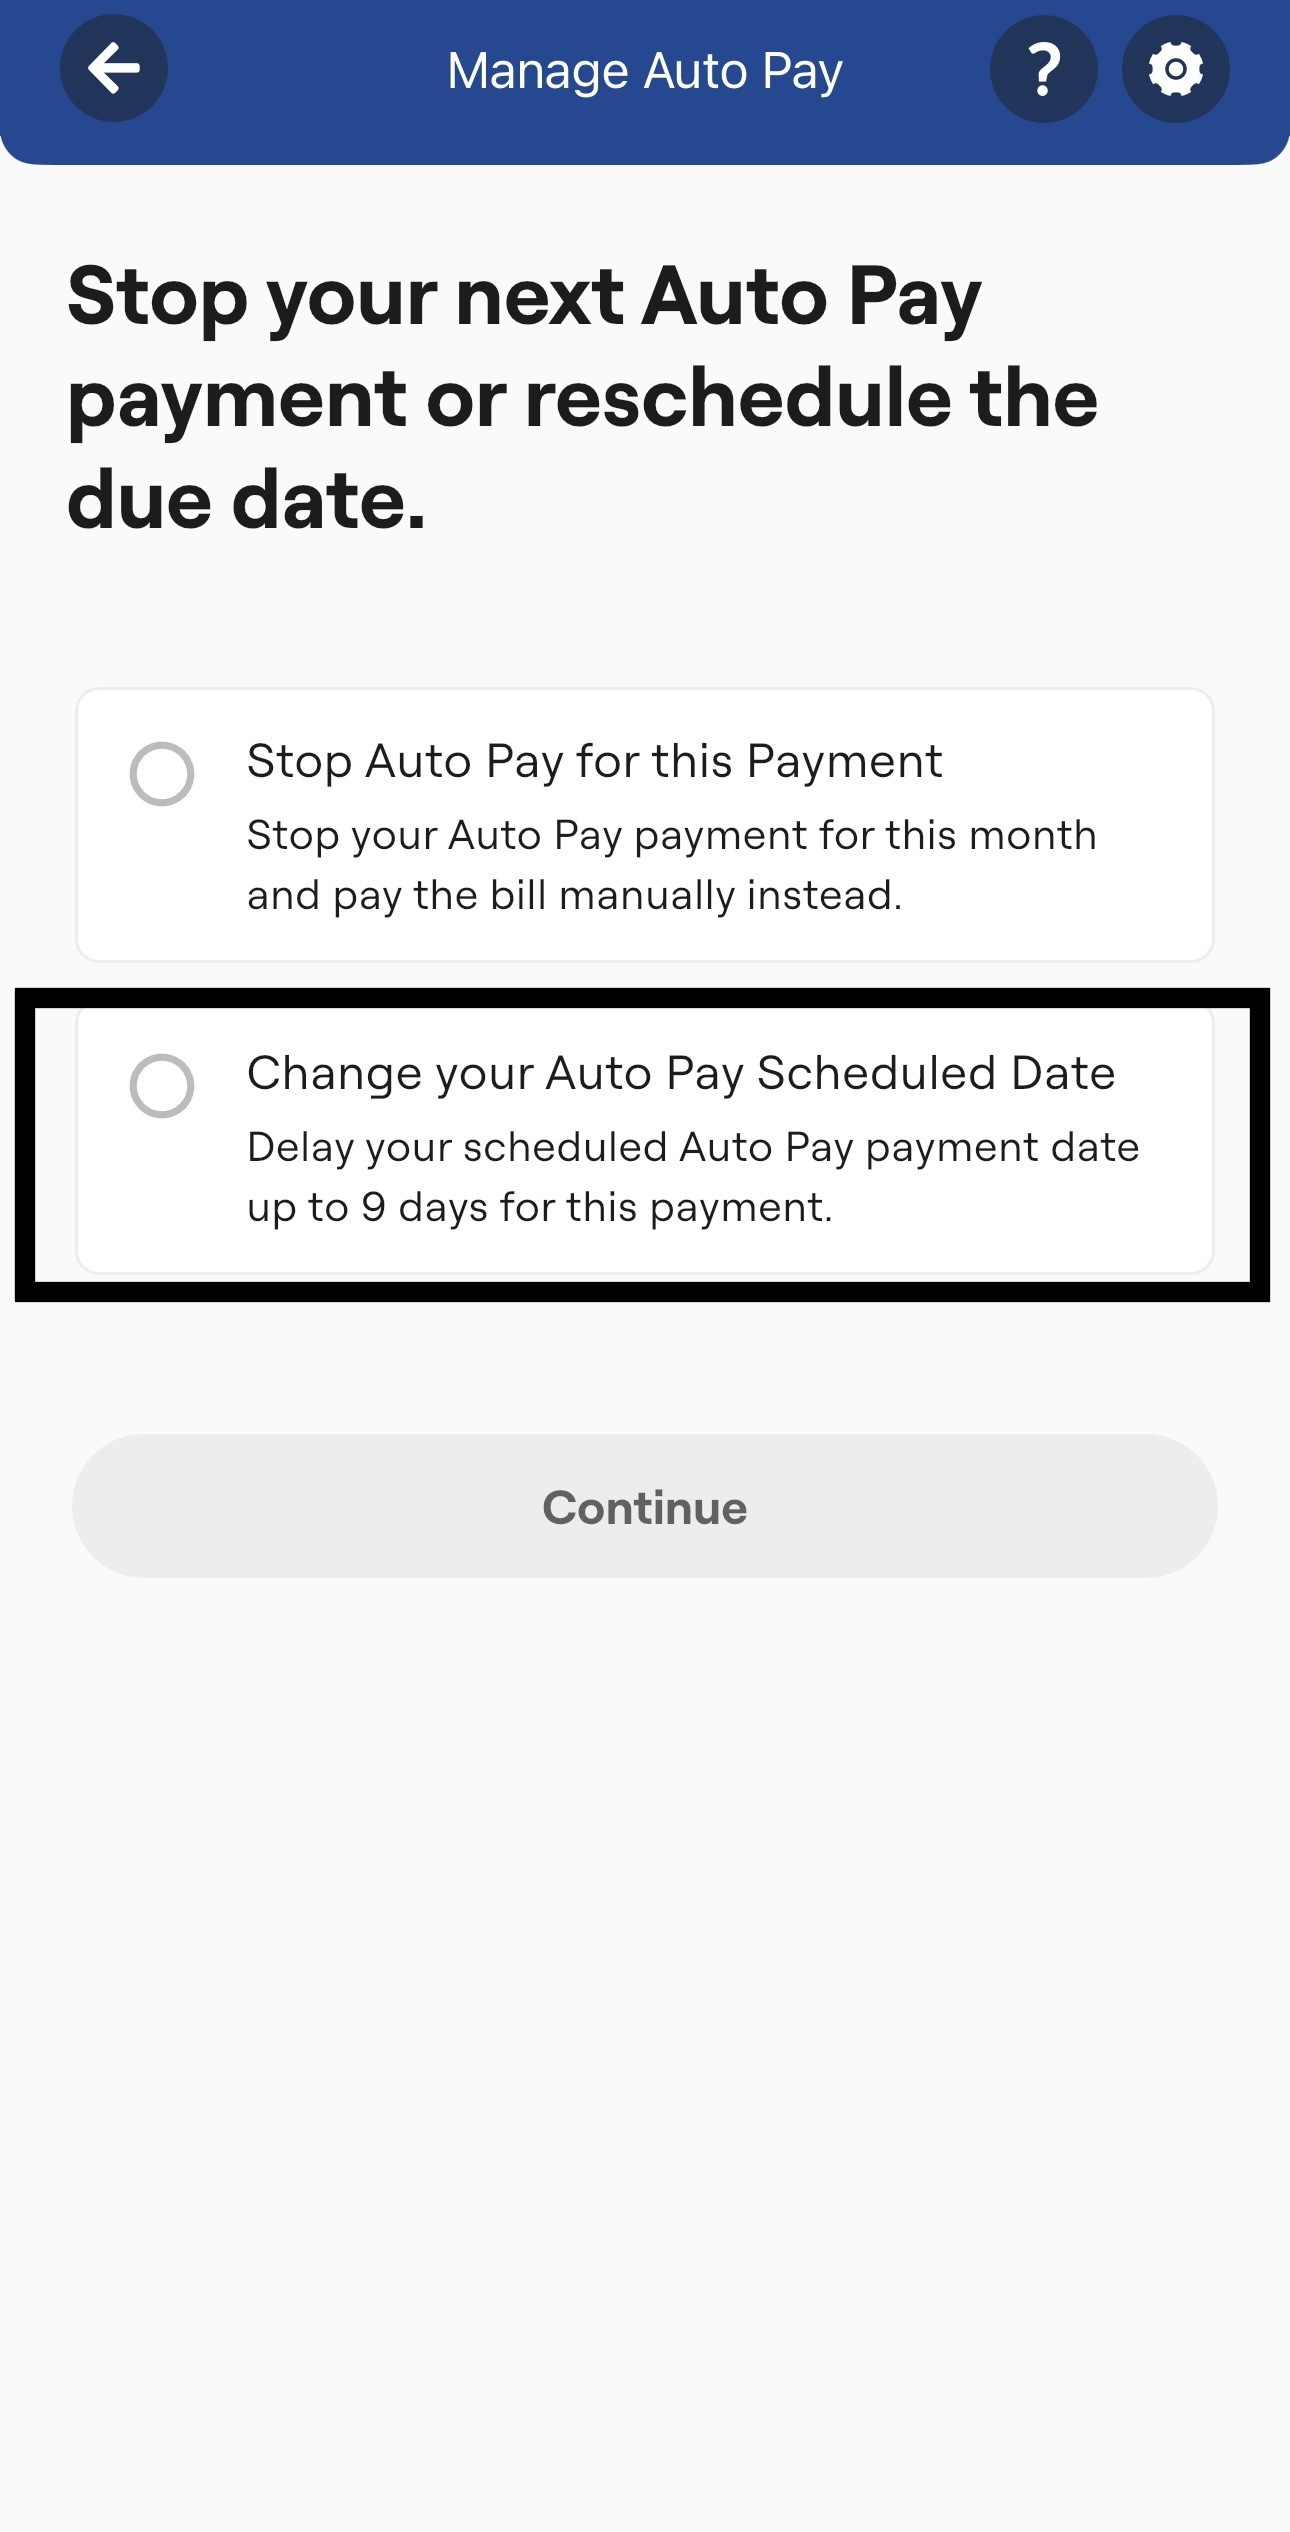 Manage Auto Pay
?
Stop your next Auto Pay
payment or reschedule the
due date.
Stop Auto Pay for this Payment
Stop your Auto Pay payment for this month
and pay the bill manually instead.
Change your Auto Pay Scheduled Date
Delay your scheduled Auto Pay payment date
up to 9 days for this payment.
Continue